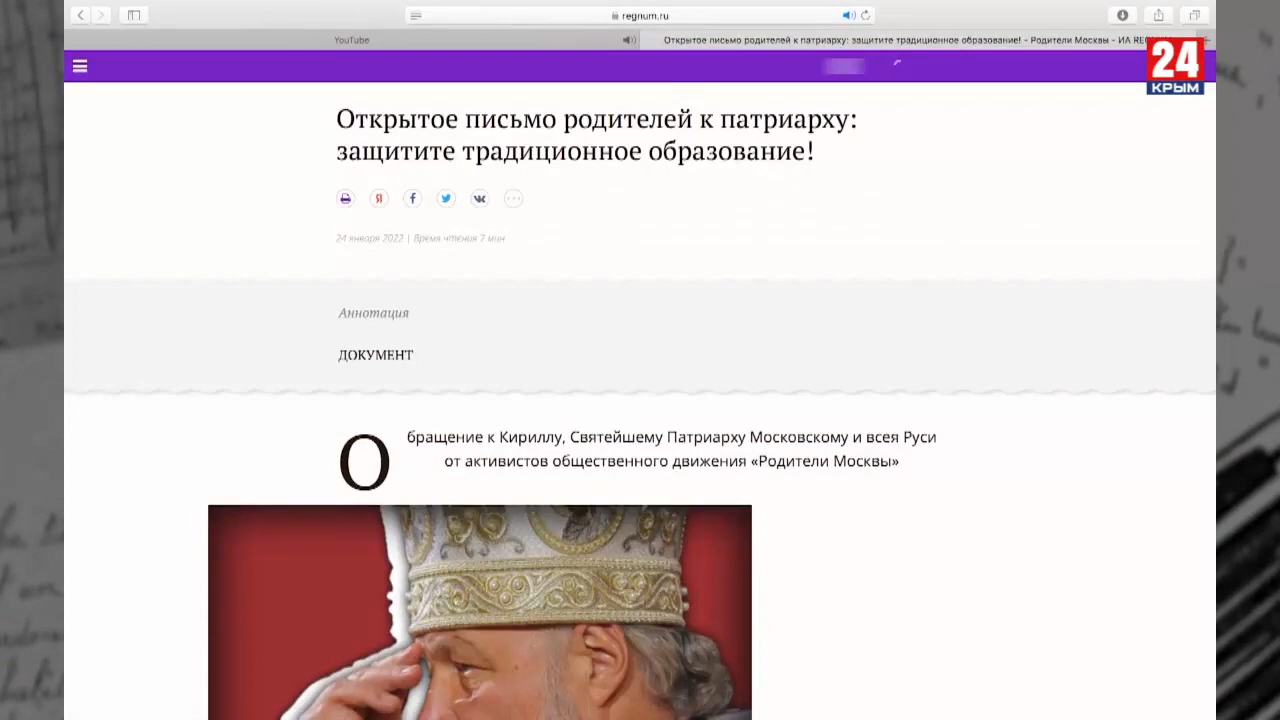 regnum.ru
YouTube
Открытое письмо родителей к патриарху: защитите традиционное образование! - Родители Москвы - ИА
24
КРЫМ
Открытое письмо родителей к патриарху:
защитите традиционное образование!
24 января 2022 | Время чтения 7 мин
Аннотация
ДОКУМЕНТ
Обращение к Кириллу, Святейшему Патриарху Московскому и всея Руси
от активистов общественного движения «Родители Москвы»